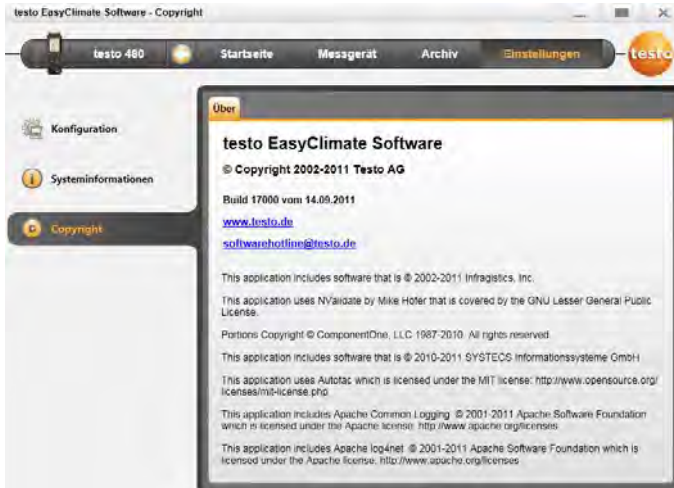 testo EasyClimate Software - Copyright
testo 480
Startseite
Messgerät
Archiv
Einstellungen
testo
Konfiguration
Systeminformationen
Copyright
Über
testo EasyClimate Software
© Copyright 2002-2011 Testo AG
Build 17000 vom 14.09.2011
www.testo.de
softwarehotline@testo.de
This application includes software that is © 2002-2011 Infragistics, Inc.
This application uses NValidate by Mike Hofer that is covered by the GNU Lesser General Public
License.
Portions Copyright © ComponentOne, LLC 1987-2010. All rights reserved
This application includes software that is © 2010-2011 SYSTECS Informationssysteme GmbH
This application uses Autofac which is licensed under the MIT license: http://www.opensource.org/
licenses/mit-license.php
This application includes Apache Common Logging © 2001-2011 Apache Software Foundation
which is licensed under the Apache license: http://www.apache.org/licenses
This application includes Apache log4net © 2001-2011 Apache Software Foundation which is
licensed under the Apache license: http://www.apache.org/licenses